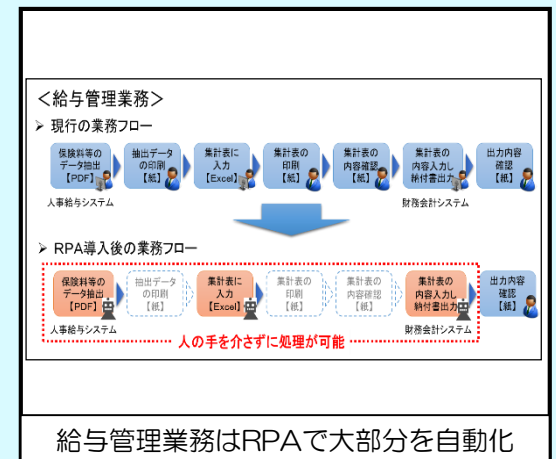 <給与管理業務>
➢ 現行の業務フロー
保険料等の
データ抽出
【PDF】
抽出データ
の印刷
【紙】
集計表に
入力
【Excel】
集計表の
印刷
【紙】
集計表の
内容確認
【紙】
集計表の
内容入力し
納付書出力
出力内容
確認
【紙】
人事給与システム
財務会計システム
➢ RPA導入後の業務フロー
保険料等の
データ抽出
【PDF】
抽出データ
の印刷
【紙】
集計表に
入力
【Excel】
集計表の
印刷
【紙】
集計表の
内容確認
【紙】
集計表の
内容入力し
納付書出力
出力内容
確認
【紙】
人事給与システム
財務会計システム
人の手を介さずに処理が可能
給与管理業務はRPAで大部分を自動化